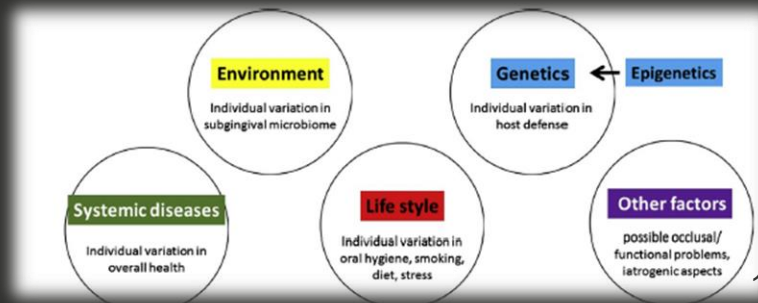 Environment
Individual variation in
subgingival microbiome
Genetics
Epigenetics
Individual variation in
host defense
Systemic diseases
Individual variation in
overall health
Life style
Individual variation in
oral hygiene, smoking,
diet, stress
Other factors
possible occlusal/
functional problems,
iatrogenic aspects